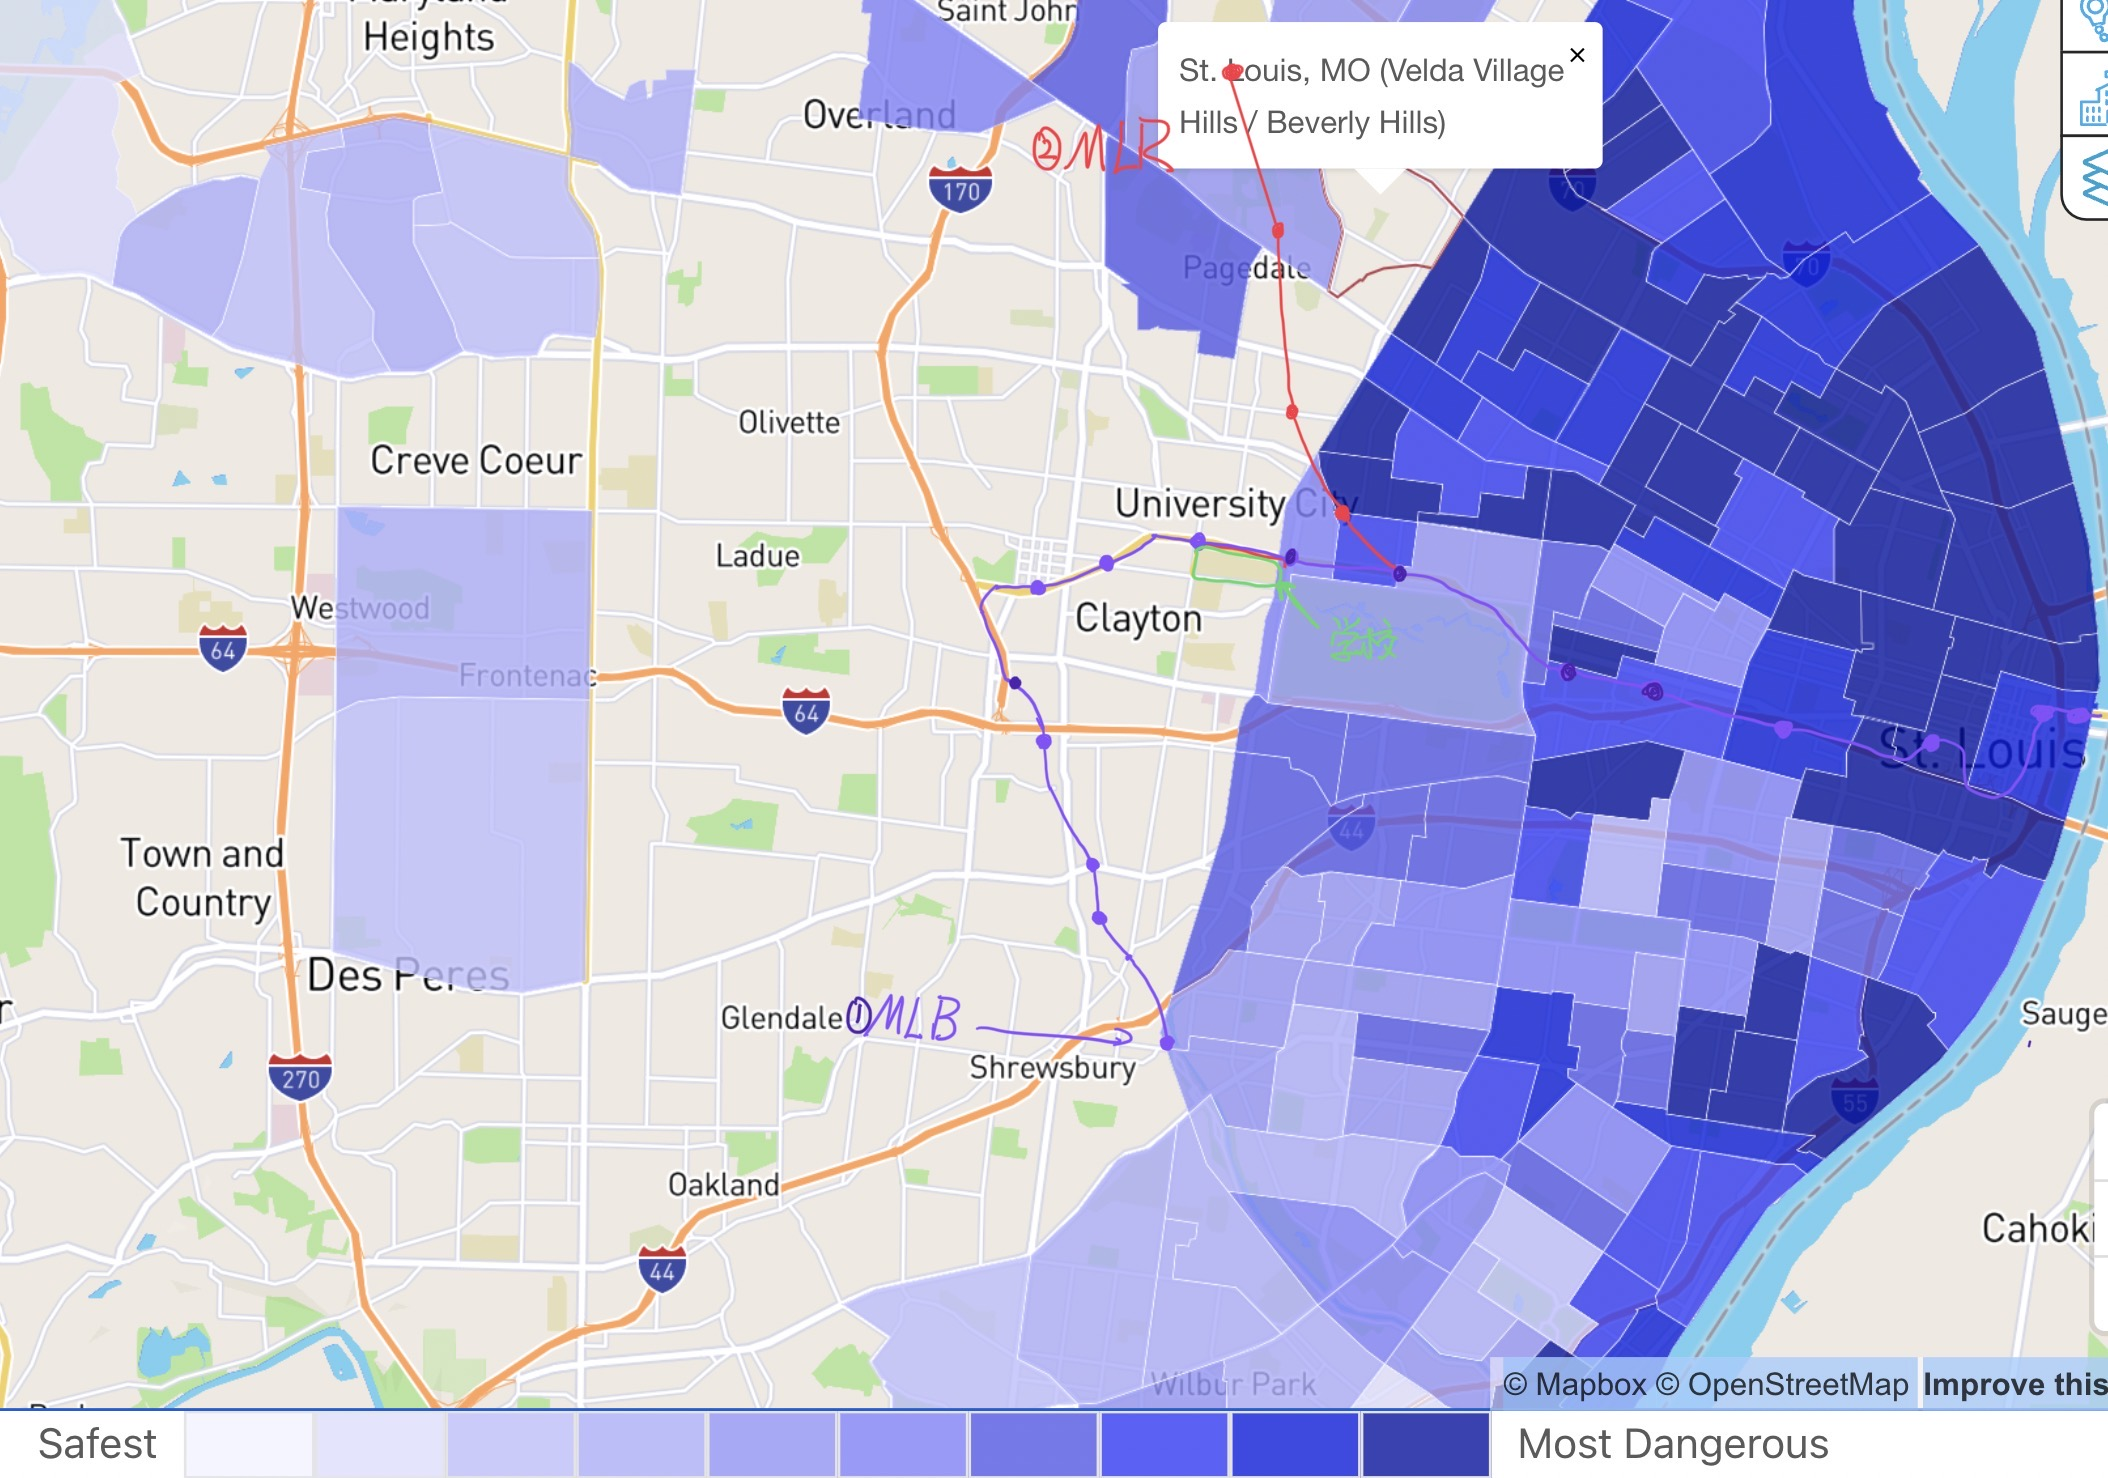 Heights
Saint John
St. Louis, MO (Velda Village
Hills / Beverly Hills)
×
Overland
②MLR
170
70
Pagedale
70
Olivette
Creve Coeur
University City
Ladue
Westwood
Clayton
学校
64
Frontenac
64
St. Louis
44
Town and
Country
Des Peres
Glendale
①MLB
Sauge
Shrewsbury
270
55
Oakland
Cahoki
44
Wilbur Park
© Mapbox © OpenStreetMap Improve this
Safest
Most Dangerous